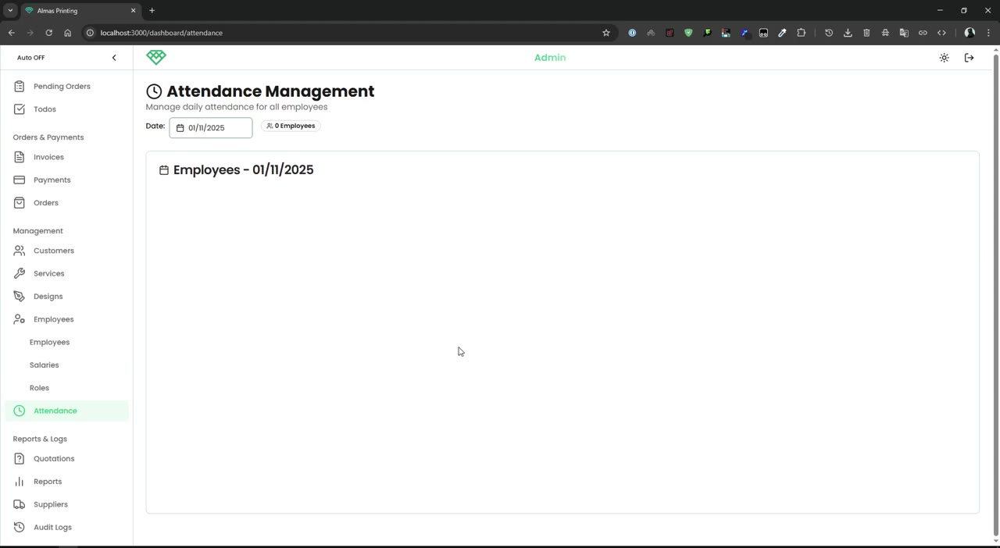 Almas Printing
localhost:3000/dashboard/attendance
Auto OFF
Admin
Pending Orders
Todos
Orders & Payments
Invoices
Payments
Orders
Management
Customers
Services
Designs
Employees
Employees
Salaries
Roles
Attendance
Reports & Logs
Quotations
Reports
Suppliers
Audit Logs
Attendance Management
Manage daily attendance for all employees
Date: 01/11/2025 0 Employees
Employees - 01/11/2025